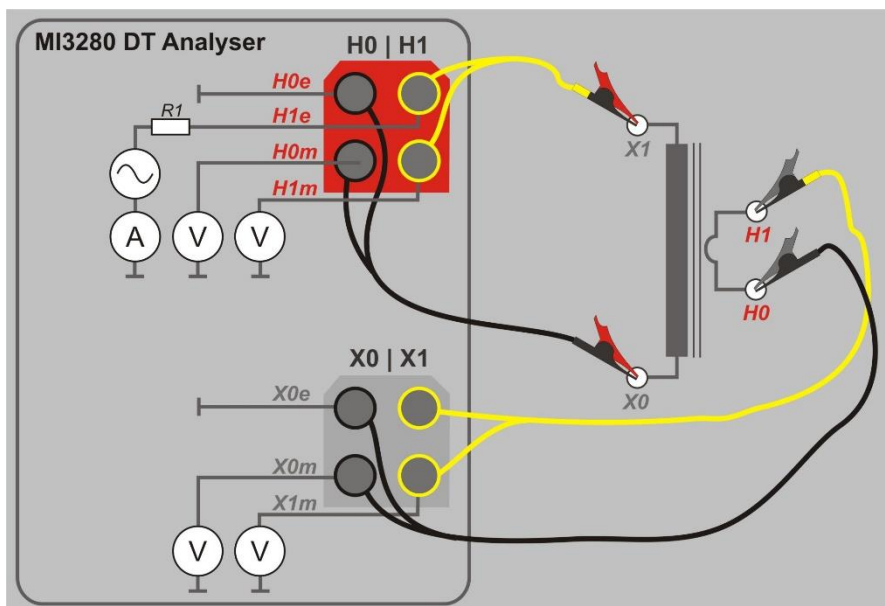 MI3280 DT Analyser
H0 | H1
H0e
R1
H1e
H0m
H1m
A
V
V
X1
H1
H0
X0
X0 | X1
X0e
X0m
X1m
V
V